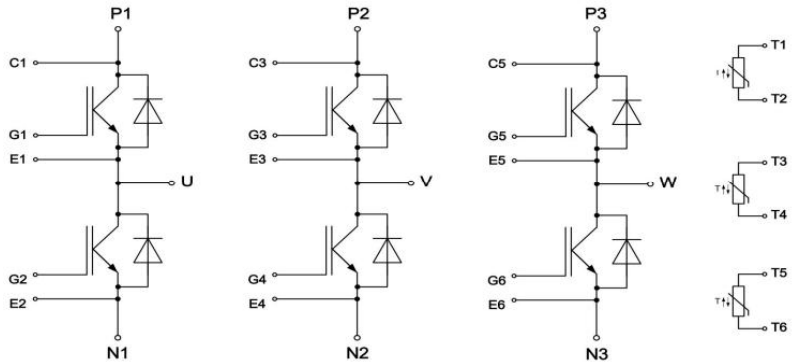 P1 P2 P3
C1 C3 C5 T1
T2
G1 G3 G5
E1 E3 E5 T3
U V W
T4
G2 G4 G6 T5
E2 E4 E6
T6
N1 N2 N3